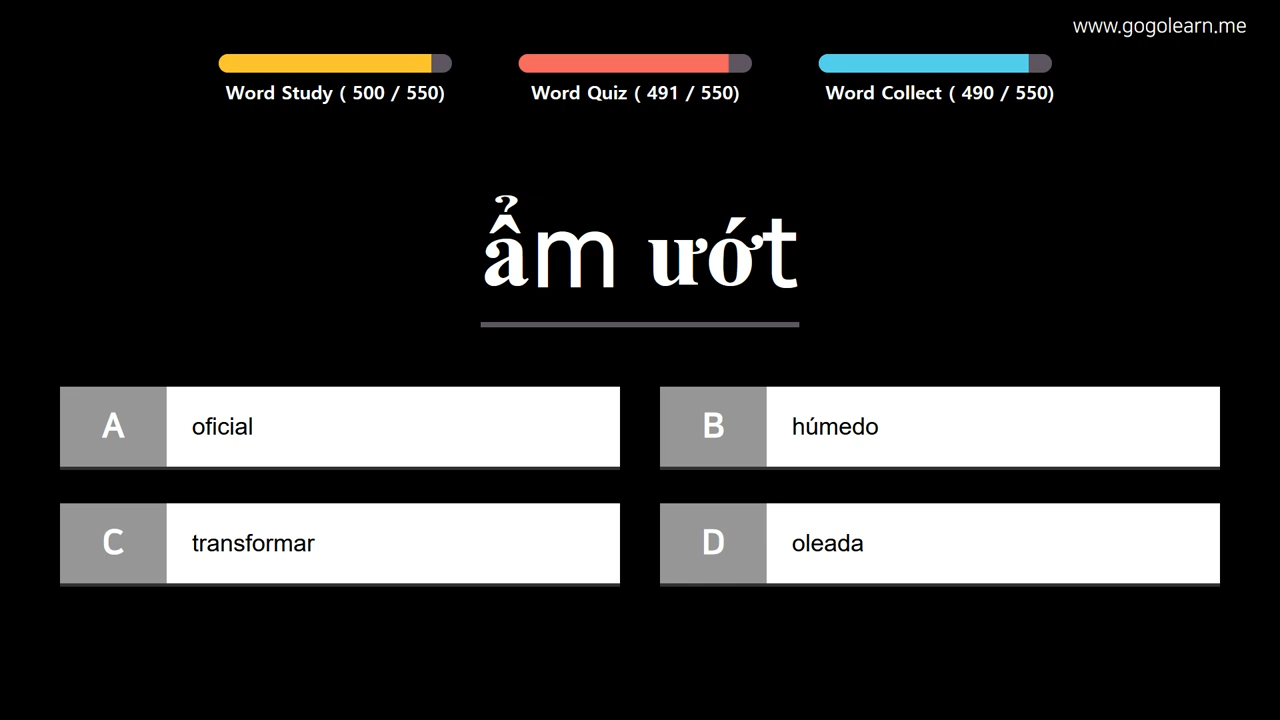 www.gogolearn.me
Word Study ( 500 / 550)
Word Quiz ( 491 / 550)
Word Collect ( 490 / 550)
ẩm ướt
A oficial
B húmedo
C transformar
D oleada